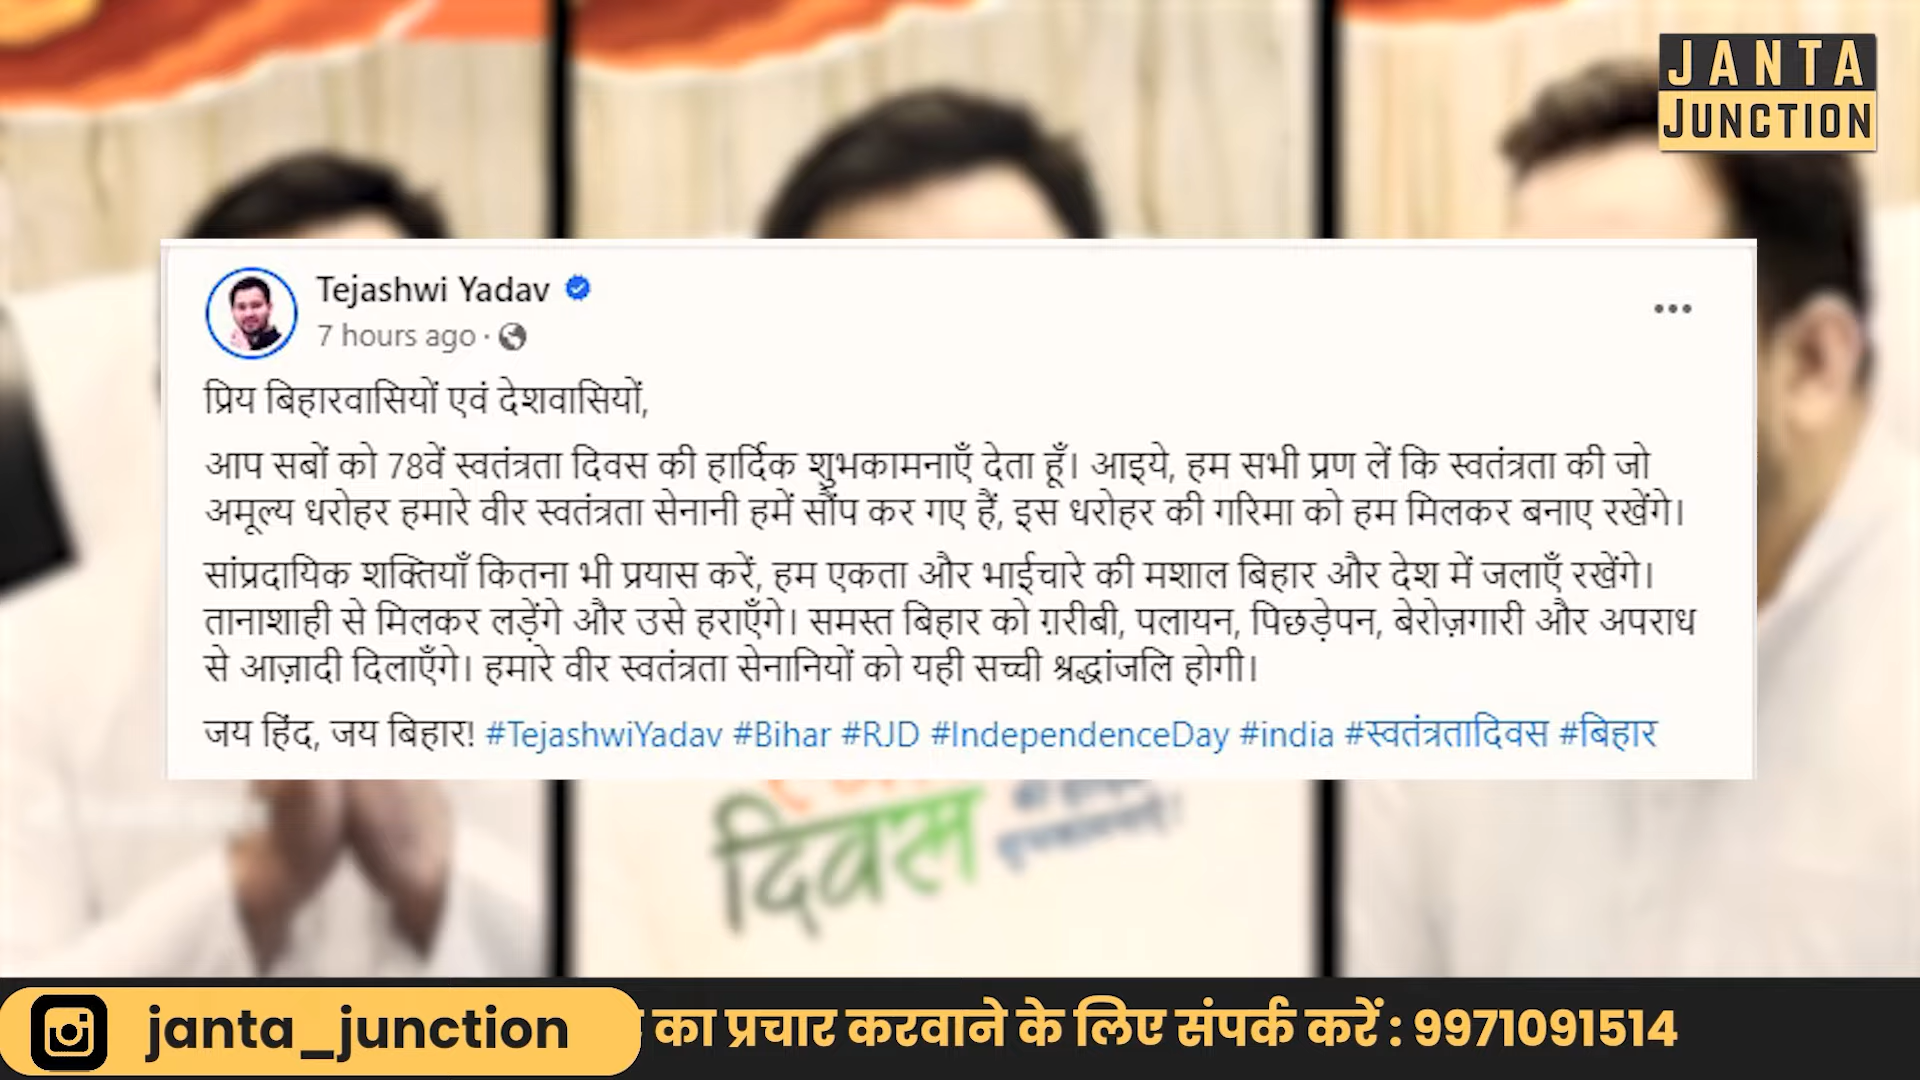 JANTA
JUNCTION
Tejashwi Yadav
7 hours ago ·
प्रिय बिहारवासियों एवं देशवासियों,
आप सबों को 78वें स्वतंत्रता दिवस की हार्दिक शुभकामनाएँ देता हूँ। आइये, हम सभी प्रण लें कि स्वतंत्रता की जो
अमूल्य धरोहर हमारे वीर स्वतंत्रता सेनानी हमें सौंप कर गए हैं, इस धरोहर की गरिमा को हम मिलकर बनाए रखेंगे।
सांप्रदायिक शक्तियाँ कितना भी प्रयास करें, हम एकता और भाईचारे की मशाल बिहार और देश में जलाएँ रखेंगे।
तानाशाही से मिलकर लड़ेंगे और उसे हराएँगे। समस्त बिहार को ग़रीबी, पलायन, पिछड़ेपन, बेरोज़गारी और अपराध
से आज़ादी दिलाएँगे। हमारे वीर स्वतंत्रता सेनानियों को यही सच्ची श्रद्धांजलि होगी।
जय हिंद, जय बिहार! #TejashwiYadav #Bihar #RJD #IndependenceDay #india #स्वतंत्रतादिवस #बिहार
दिवस
janta_junction
का प्रचार करवाने के लिए संपर्क करें : 9971091514